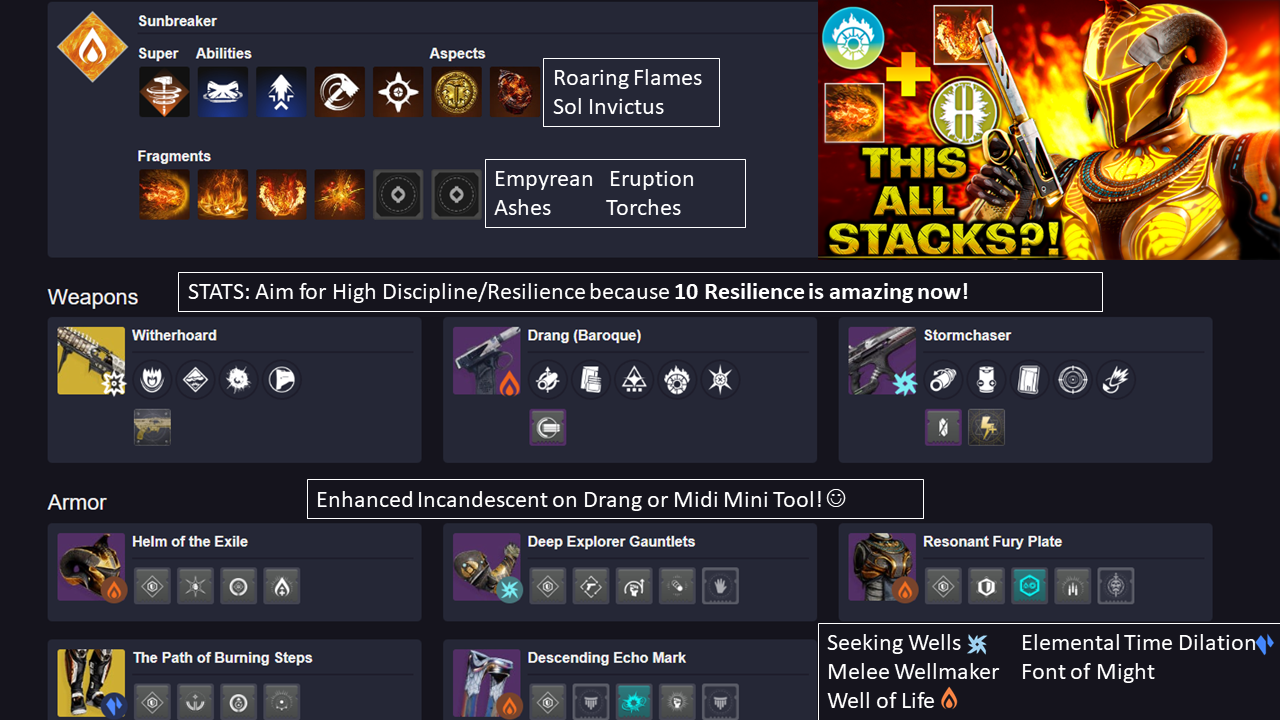 Sunbreaker
Super Abilities Aspects
Roaring Flames
Sol Invictus
Fragments
Empyrean Eruption
Ashes Torches
THIS
ALL
STACKS?!
STATS: Aim for High Discipline/Resilience because 10 Resilience is amazing now!
Weapons
Witherhoard
Drang (Baroque)
Stormchaser
Enhanced Incandescent on Drang or Midi Mini Tool!☺
Armor
Helm of the Exile
Deep Explorer Gauntlets
Resonant Fury Plate
The Path of Burning Steps
Descending Echo Mark
Seeking Wells Elemental Time Dilation
Melee Wellmaker Font of Might
Well of Life